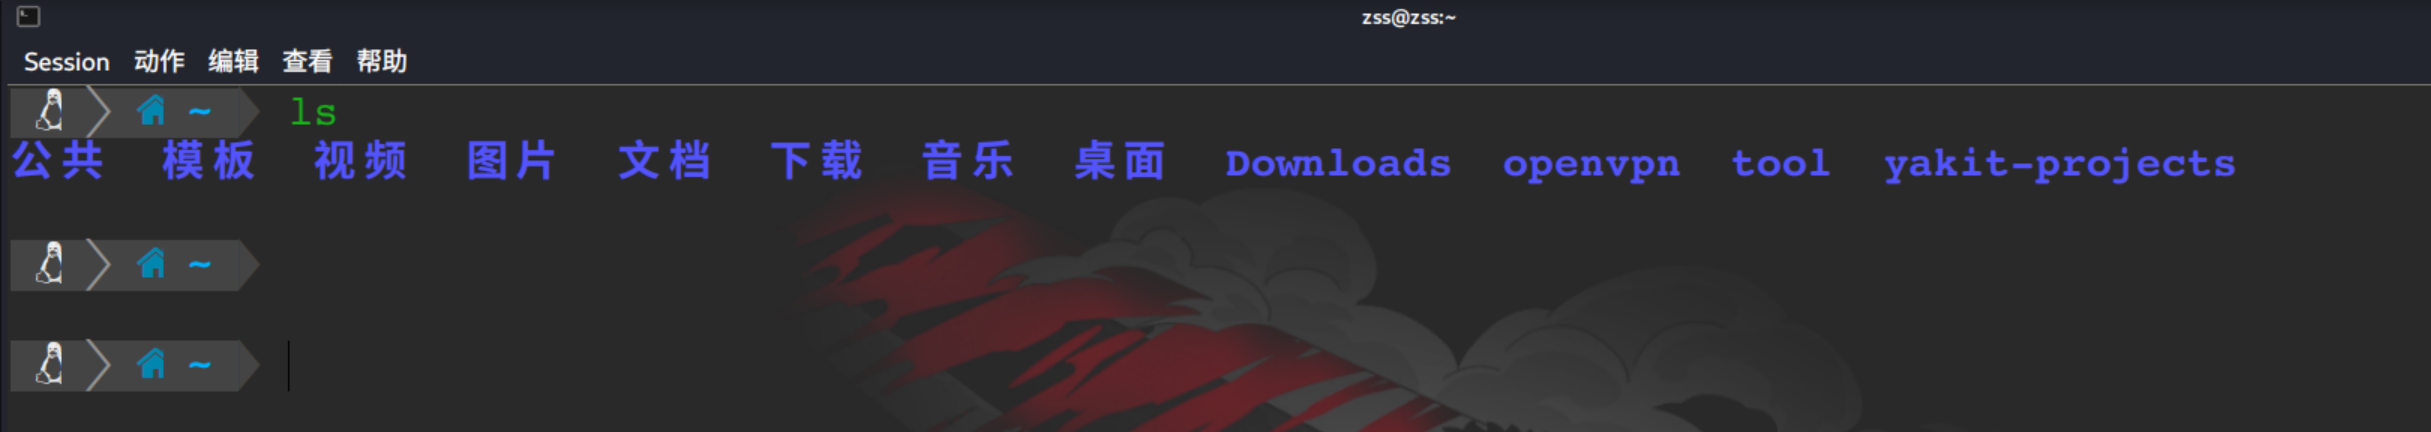 zss@zss:~
Session 动作 编辑 查看 帮助
~ ls
公共 模板 视频 图片 文档 下载 音乐 桌面 Downloads openvpn tool yakit-projects
~
~